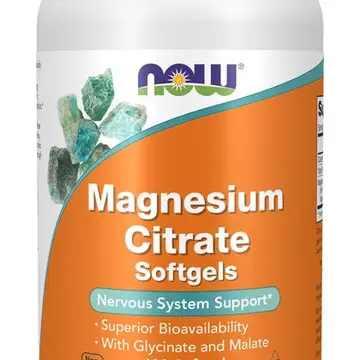 NOW
Magnesium
Citrate
Softgels
Nervous System Support*
• Superior Bioavailability
• With Glycinate and Malate